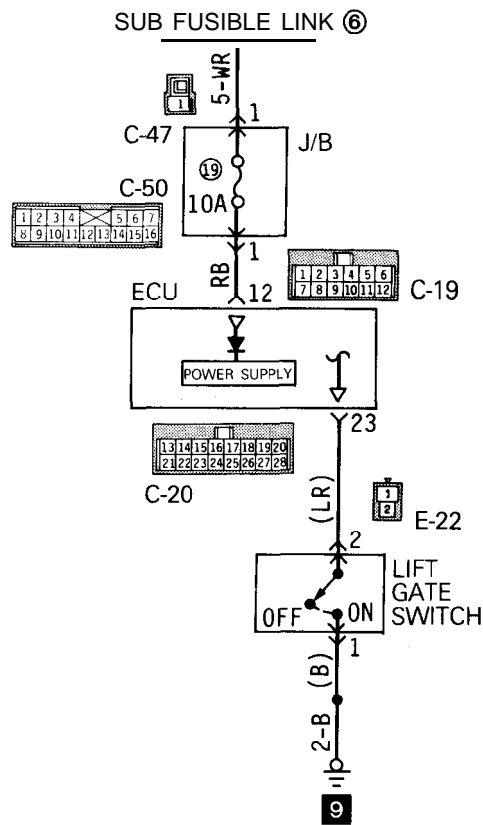 SUB FUSIBLE LINK ⑥
5-WR
1
1
C-47
J/B
⑲
10A
C-50
1 2 3 4 5 6 7
8 9 10 11 12 13 14 15 16
1
RB
12
ECU
1 2 3 4 5 6
7 8 9 10 11 12
C-19
POWER SUPPLY
23
13 14 15 16 17 18 19 20
21 22 23 24 25 26 27 28
C-20
(LR)
1
2
E-22
2
LIFT
GATE
SWITCH
OFF
ON
1
(B)
2-B
9